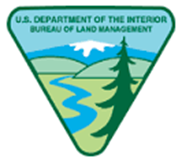 U.S. DEPARTMENT OF THE INTERIOR
BUREAU OF LAND MANAGEMENT